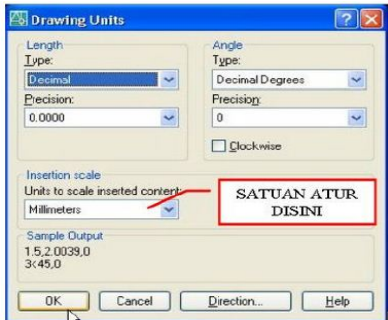 Drawing Units
Length
Type:
Decimal
Precision:
0.0000
Angle
Type:
Decimal Degrees
Precision:
0
Clockwise
Insertion scale
Units to scale inserted content:
Millimeters
SATUAN ATUR
DISINI
Sample Output
1.5,2.0039,0
3<45,0
OK
Cancel
Direction...
Help